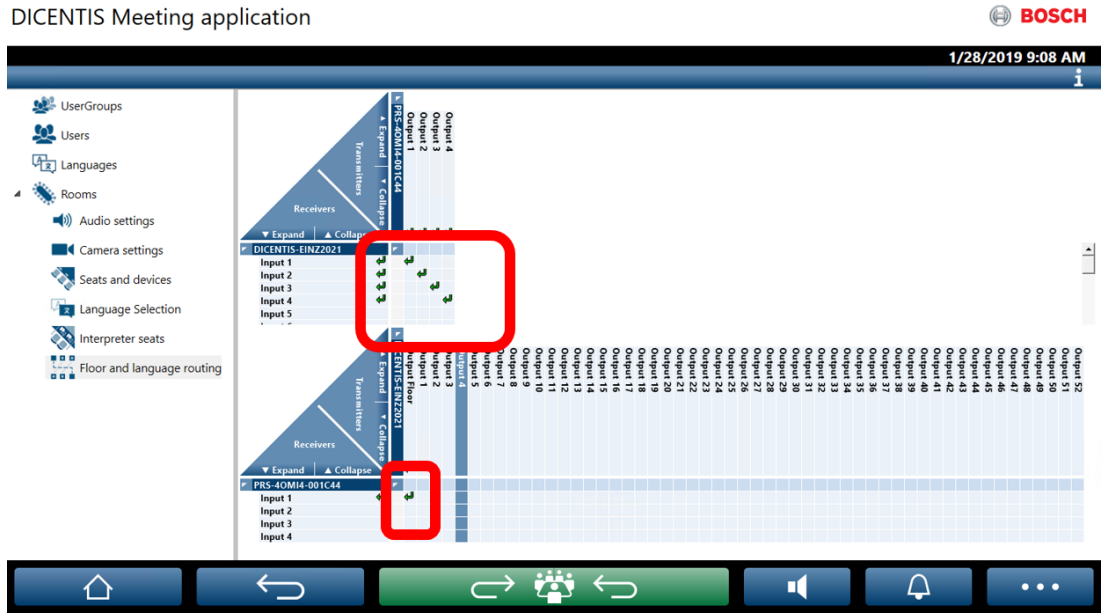 DICENTIS Meeting application
BOSCH
1/28/2019 9:08 AM
UserGroups
Users
Languages
Rooms
Audio settings
Camera settings
Seats and devices
Language Selection
Interpreter seats
Floor and language routing
Transmitters
Receivers
▲ Expand
▼ Collapse
▼ Expand
PRS-4OMI4-001C44
Output 1
Output 2
Output 3
Output 4
DICENTIS-EINZ2021
Input 1
Input 2
Input 3
Input 4
Input 5
Transmitters
Receivers
Expand
▼ Collapse
▼ Expand
▲ Collapse
Output 1
Output 2
Output 3
Output 4
Output 6
Output 7
Output 8
Output 9
Output 10
Output 11
Output 12
Output 13
Output 14
Output 15
Output 16
Output 17
Output 18
Output 19
Output 20
Output 21
Output 22
Output 23
Output 24
Output 25
Output 26
Output 27
Output 28
Output 29
Output 30
Output 31
Output 32
Output 33
Output 34
Output 35
Output 36
Output 37
Output 38
Output 39
Output 40
Output 41
Output 42
Output 43
Output 44
Output 45
Output 46
Output 47
Output 48
Output 49
Output 50
Output 51
Output 52
PRS-4OMI4-001C44
Input 1
Input 2
Input 3
Input 4